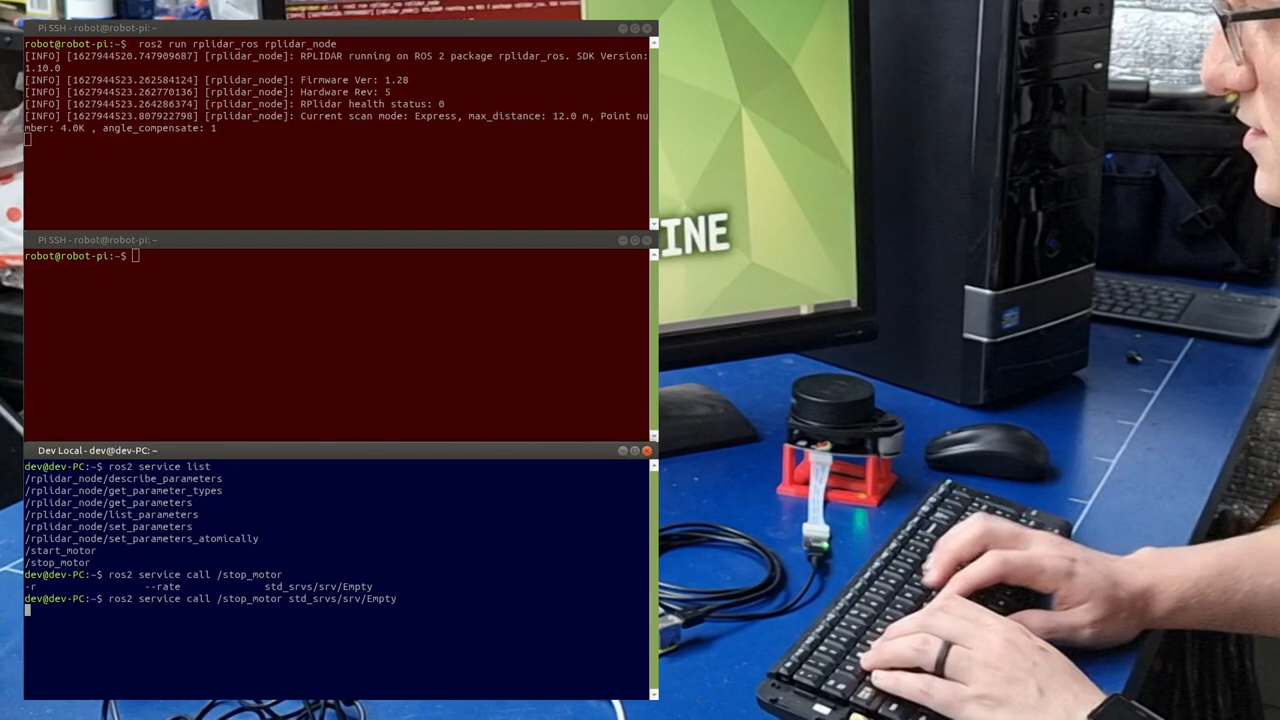 Pi SSH - robot@robot-pi: ~
robot@robot-pi:~$ ros2 run rplidar_ros rplidar_node
[INFO] [1627944520.747909687] [rplidar_node]: RPLIDAR running on ROS 2 package rplidar_ros. SDK Version:
1.10.0
[INFO] [1627944523.262584124] [rplidar_node]: Firmware Ver: 1.28
[INFO] [1627944523.262770136] [rplidar_node]: Hardware Rev: 5
[INFO] [1627944523.264286374] [rplidar_node]: RPlidar health status: 0
[INFO] [1627944523.807922798] [rplidar_node]: Current scan mode: Express, max_distance: 12.0 m, Point nu
mber: 4.0K , angle_compensate: 1
Pi SSH - robot@robot-pi: ~
robot@robot-pi:~$
INE
Dev Local - dev@dev-PC: ~
dev@dev-PC:~$ ros2 service list
/rplidar_node/describe_parameters
/rplidar_node/get_parameter_types
/rplidar_node/get_parameters
/rplidar_node/list_parameters
/rplidar_node/set_parameters
/rplidar_node/set_parameters_atomically
/start_motor
/stop_motor
dev@dev-PC:~$ ros2 service call /stop_motor
-r --rate std_srvs/srv/Empty
dev@dev-PC:~$ ros2 service call /stop_motor std_srvs/srv/Empty